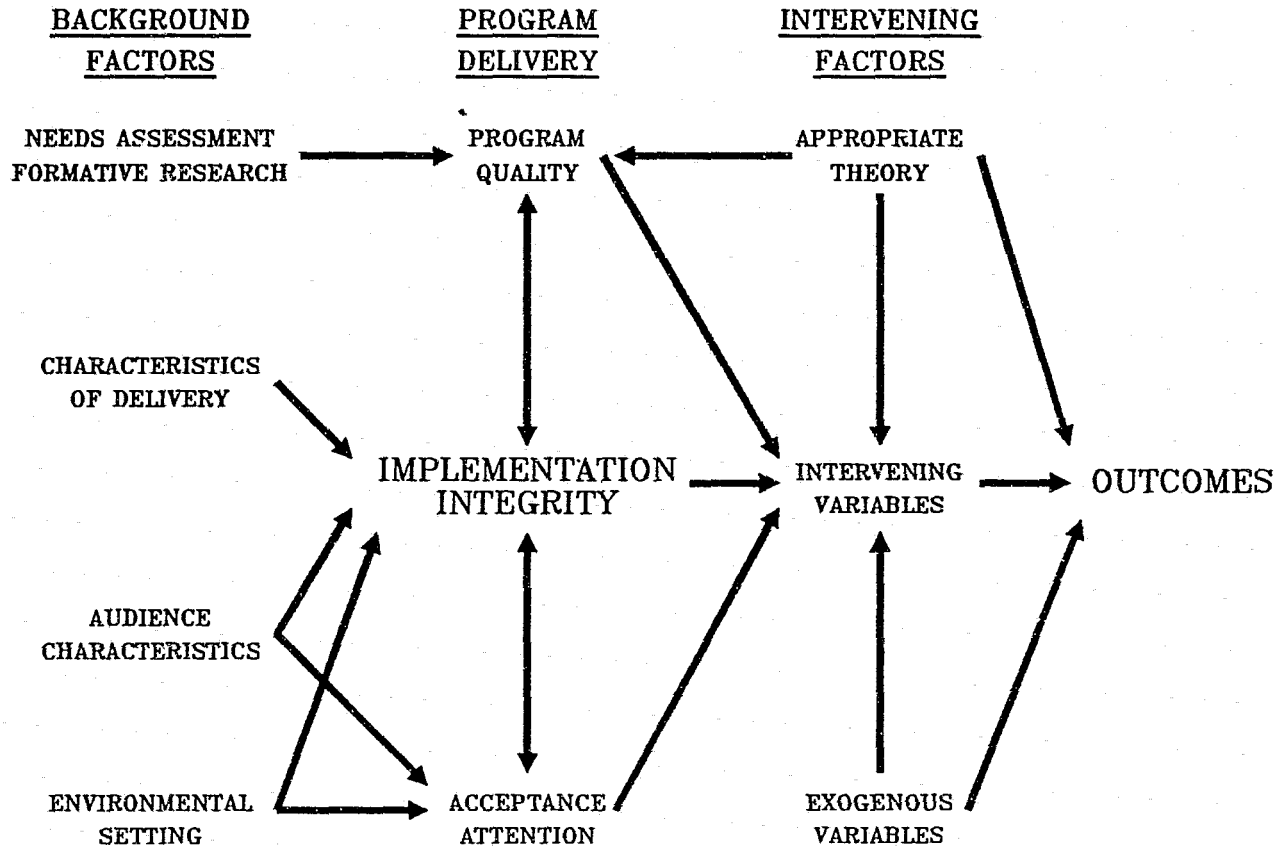 BACKGROUND
FACTORS
PROGRAM
DELIVERY
INTERVENING
FACTORS
NEEDS ASSESSMENT
FORMATIVE RESEARCH
PROGRAM
QUALITY
APPROPRIATE
THEORY
CHARACTERISTICS
OF DELIVERY
IMPLEMENTATION
INTEGRITY
INTERVENING
VARIABLES
OUTCOMES
AUDIENCE
CHARACTERISTICS
ENVIRONMENTAL
SETTING
ACCEPTANCE
ATTENTION
EXOGENOUS
VARIABLES